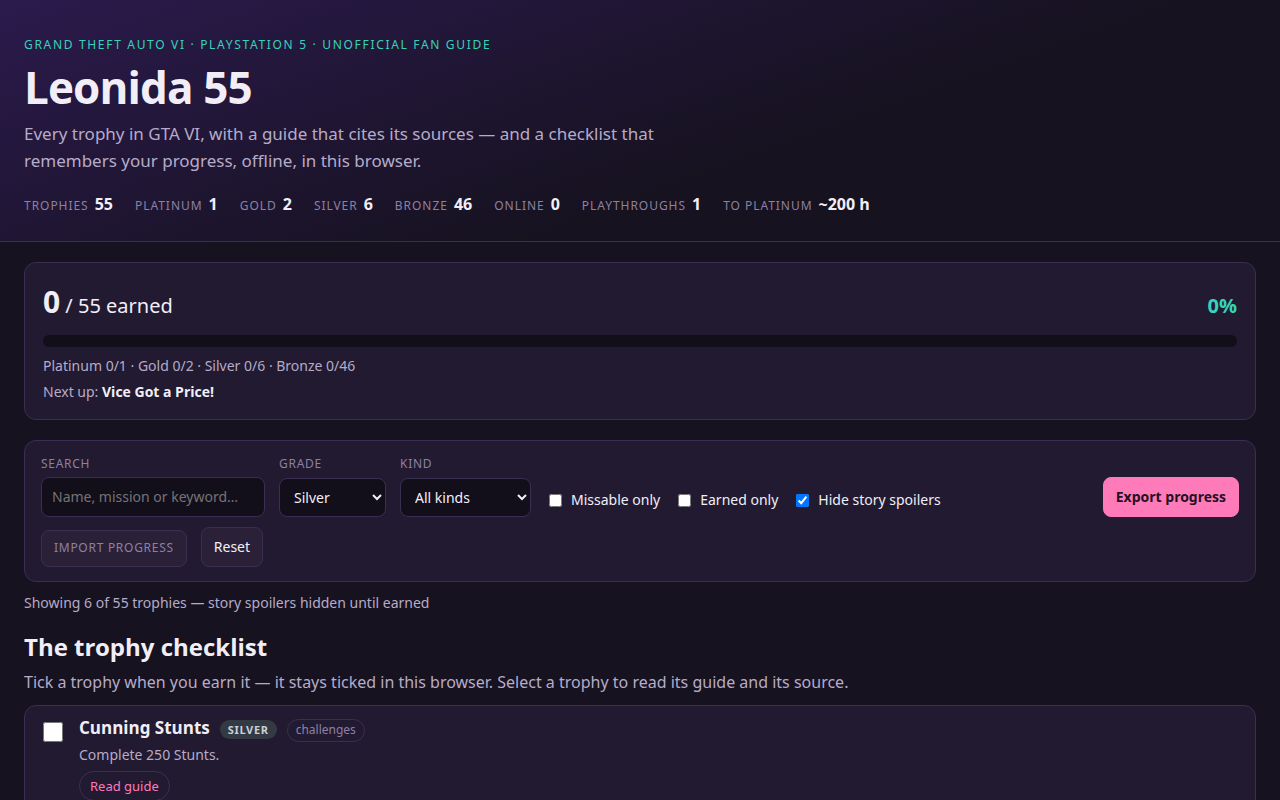 GRAND THEFT AUTO VI · PLAYSTATION 5 · UNOFFICIAL FAN GUIDE
Leonida 55
Every trophy in GTA VI, with a guide that cites its sources — and a checklist that
remembers your progress, offline, in this browser.
TROPHIES 55 PLATINUM 1 GOLD 2 SILVER 6 BRONZE 46 ONLINE 0 PLAYTHROUGHS 1 TO PLATINUM ~200 h
0 / 55 earned 0%
Platinum 0/1 · Gold 0/2 · Silver 0/6 · Bronze 0/46
Next up: Vice Got a Price!
SEARCH GRADE KIND
Name, mission or keyword... Silver All kinds Missable only Earned only Hide story spoilers Export progress
IMPORT PROGRESS Reset
Showing 6 of 55 trophies — story spoilers hidden until earned
The trophy checklist
Tick a trophy when you earn it — it stays ticked in this browser. Select a trophy to read its guide and its source.
Cunning Stunts SILVER challenges
Complete 250 Stunts.
Read guide